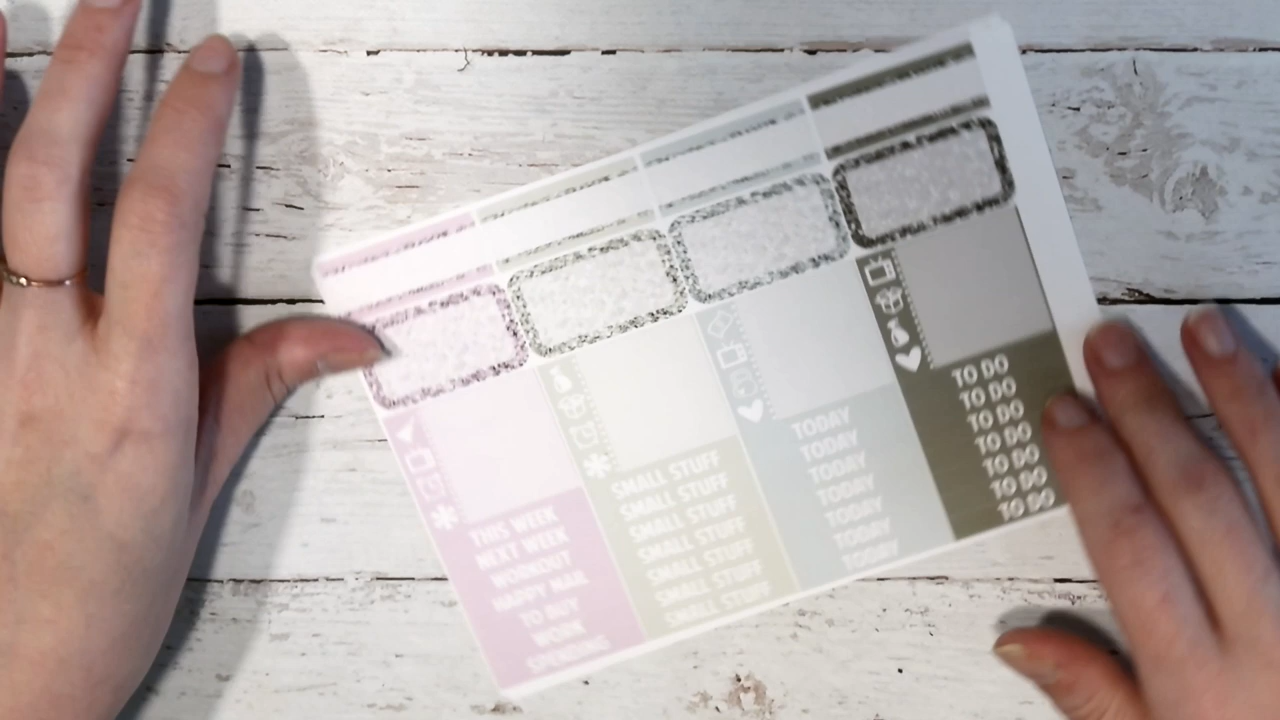 THIS WEEK
NEXT WEEK
WORKOUT
HAPPY MAIL
TO BUY
WORK
SPENDING
SMALL STUFF
SMALL STUFF
SMALL STUFF
SMALL STUFF
SMALL STUFF
SMALL STUFF
SMALL STUFF
TODAY
TODAY
TODAY
TODAY
TODAY
TODAY
TODAY
TO DO
TO DO
TO DO
TO DO
TO DO
TO DO
TO DO